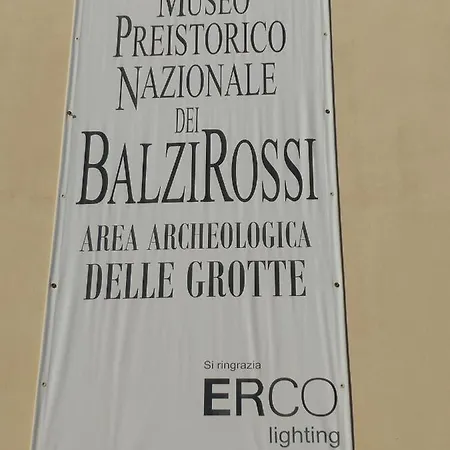 MUSEO
PREISTORICO
NAZIONALE
DEI
BALZIROSSI
AREA ARCHEOLOGICA
DELLE GROTTE
Si ringrazia
ERCO
lighting